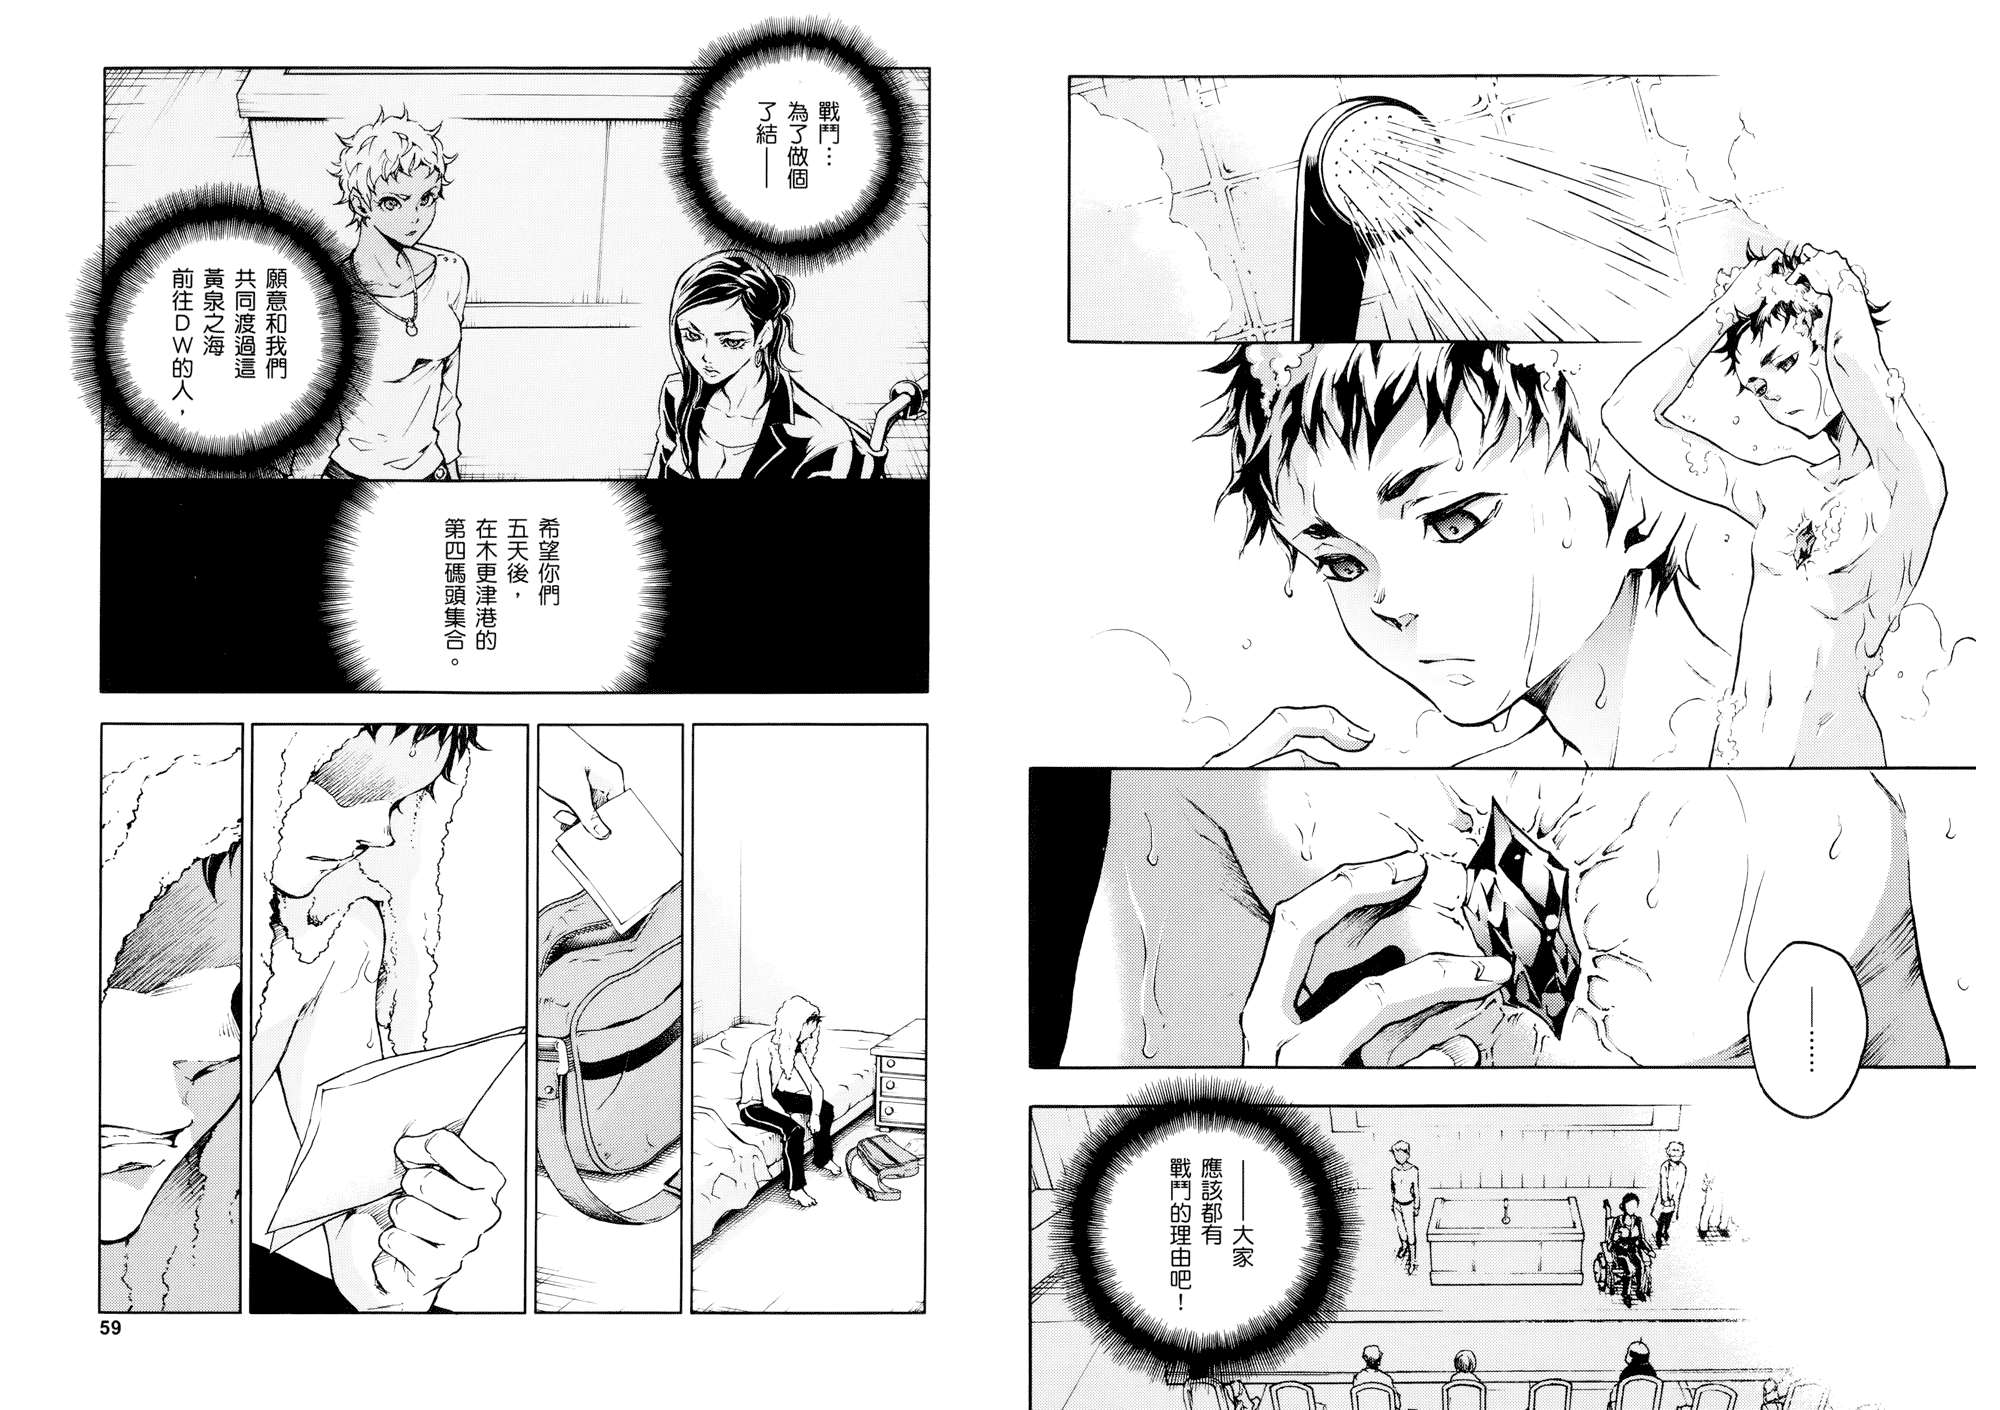 ┃……
┃┃大家
應該都有
戰鬥的理由吧！
戰鬥…
為了做個
了結┃
願意和我們
共同渡過這
黃泉之海
前往DW的人，
希望你們
五天後，
在木更津港的
第四碼頭集合。
59